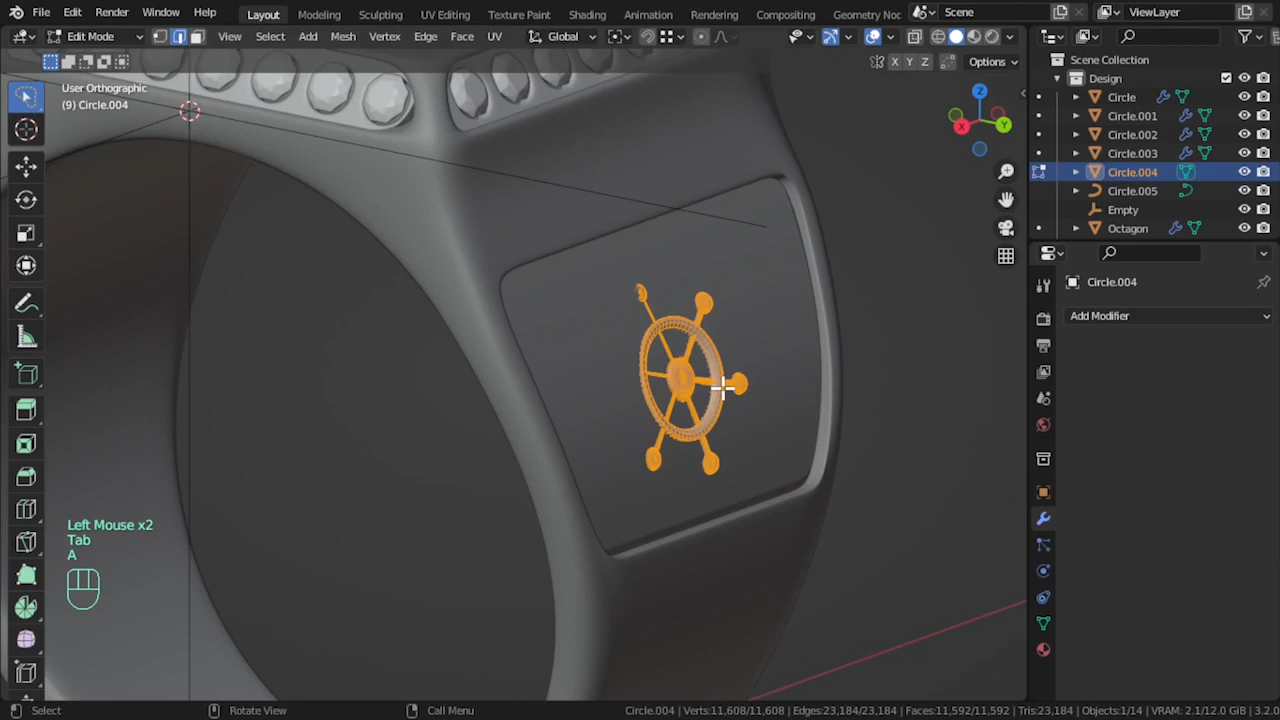 File Edit Render Window Help Layout Modeling Sculpting UV Editing Texture Paint Shading Animation Rendering Compositing Geometry Noc Scene ViewLayer
Edit Mode View Select Add Mesh Vertex Edge Face UV Global
X Y Z Options
User Orthographic
(9) Circle.004
Z
X Y
Scene Collection
Design
Circle
Circle.001
Circle.002
Circle.003
Circle.004
Circle.005
Empty
Octagon
Circle.004
Add Modifier
Left Mouse x2
Tab
A
Select Rotate View Call Menu Circle.004 | Verts:11,608/11,608 | Edges:23,184/23,184 | Faces:11,592/11,592 | Tris:23,184 | Objects:1/14 | VRAM: 2.1/12.0 GiB | 3.2.0